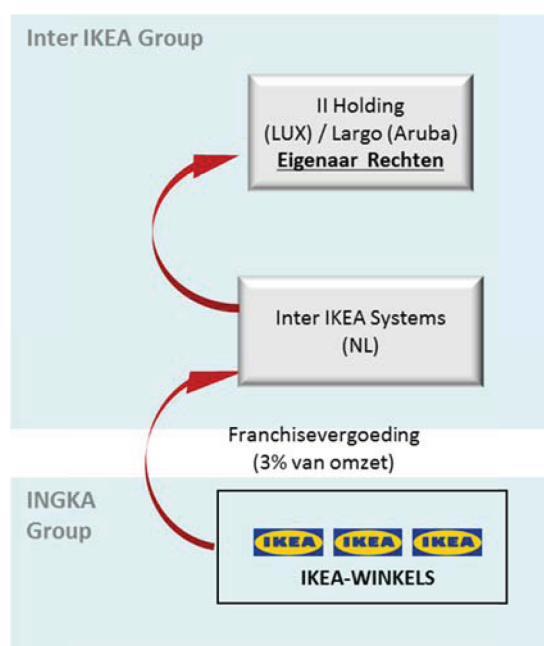 Inter IKEA Group
II Holding
(LUX) / Largo (Aruba)
Eigenaar Rechten
Inter IKEA Systems
(NL)
Franchisevergoeding
(3% van omzet)
INGKA
Group
IKEA IKEA IKEA
IKEA-WINKELS